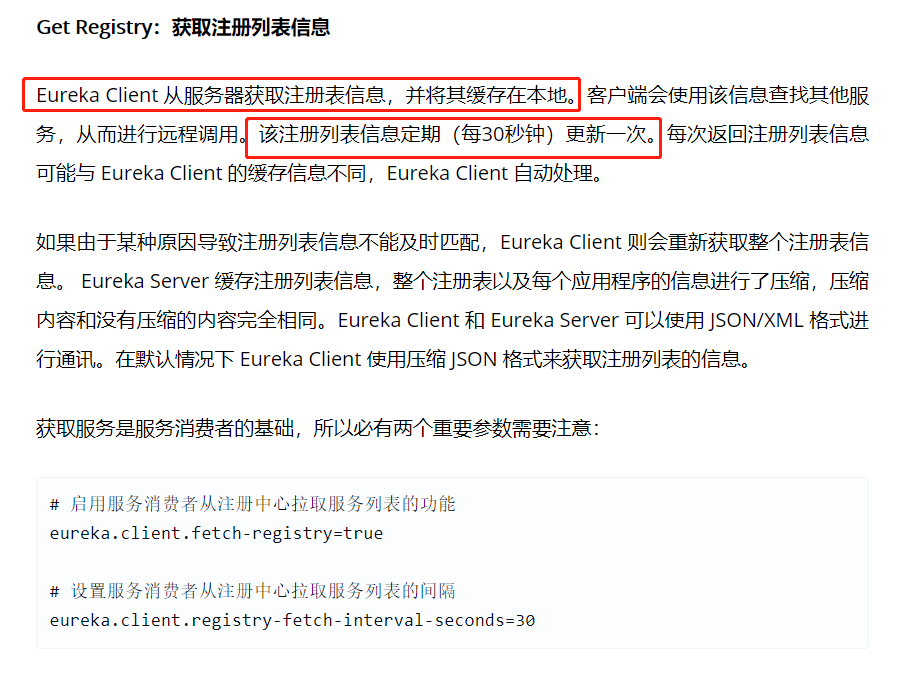 Get Registry：获取注册列表信息
Eureka Client 从服务器获取注册表信息，并将其缓存在本地。客户端会使用该信息查找其他服
务，从而进行远程调用。该注册列表信息定期（每30秒钟）更新一次。每次返回注册列表信息
可能与 Eureka Client 的缓存信息不同，Eureka Client 自动处理。
如果由于某种原因导致注册列表信息不能及时匹配，Eureka Client 则会重新获取整个注册表信
息。 Eureka Server 缓存注册列表信息，整个注册表以及每个应用程序的信息进行了压缩，压缩
内容和没有压缩的内容完全相同。Eureka Client 和 Eureka Server 可以使用 JSON/XML 格式进
行通讯。在默认情况下 Eureka Client 使用压缩 JSON 格式来获取注册列表的信息。
获取服务是服务消费者的基础，所以必有两个重要参数需要注意：
# 启用服务消费者从注册中心拉取服务列表的功能
eureka.client.fetch-registry=true
# 设置服务消费者从注册中心拉取服务列表的间隔
eureka.client.registry-fetch-interval-seconds=30